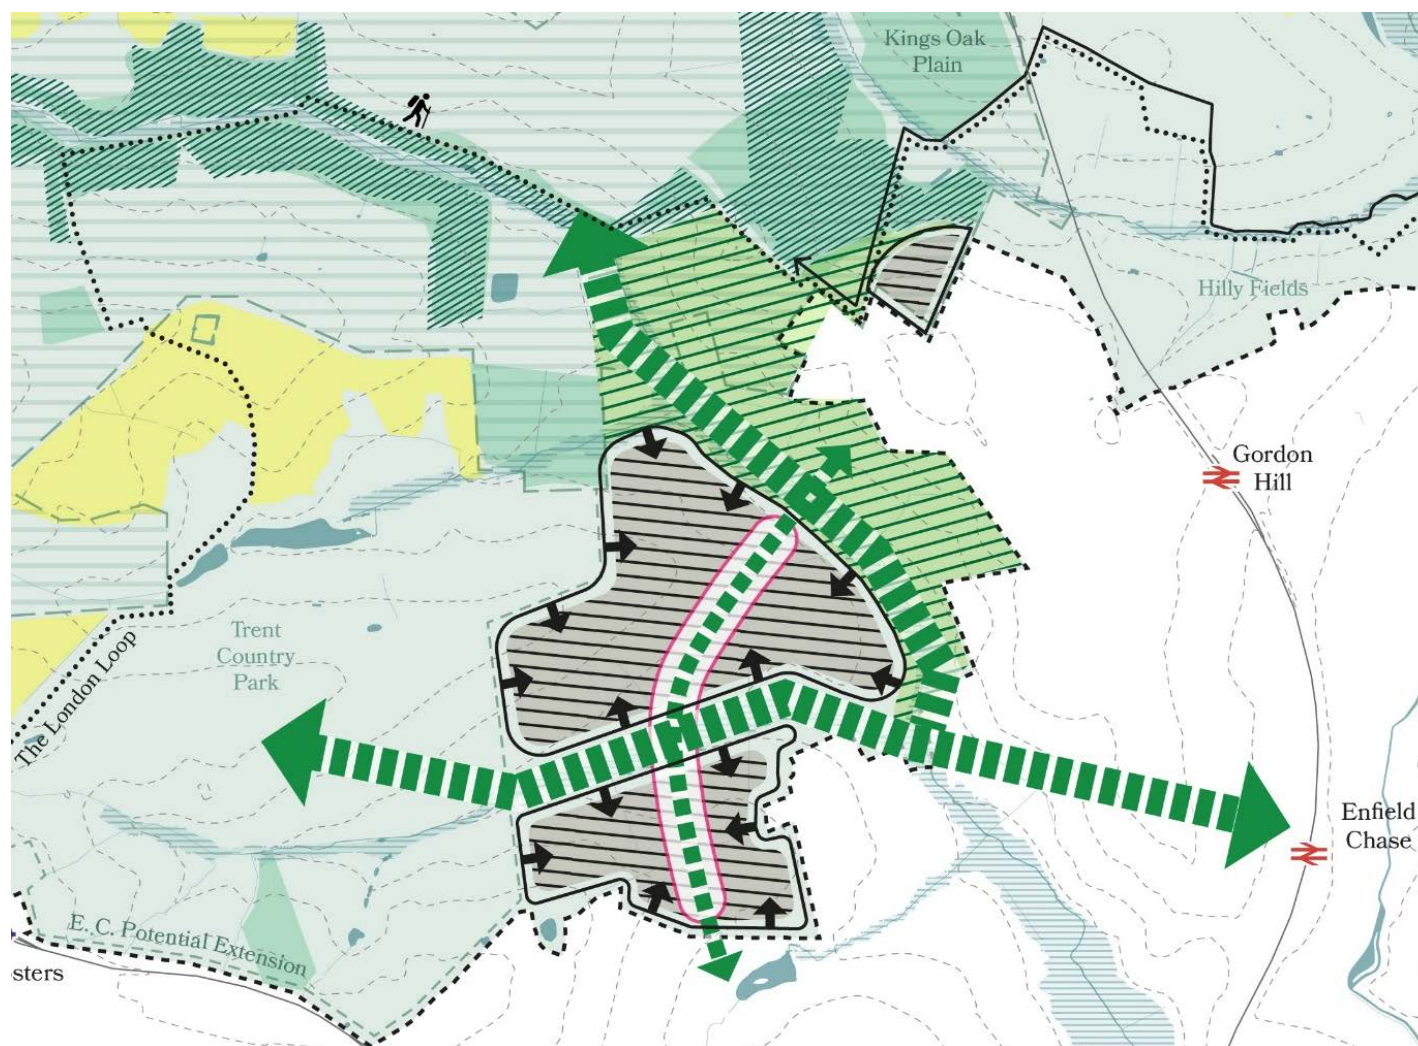 Kings Oak
Plain
Hilly Fields
Gordon
Hill
Trent
Country
Park
The London Loop
Enfield
Chase
E. C. Potential Extension
sters